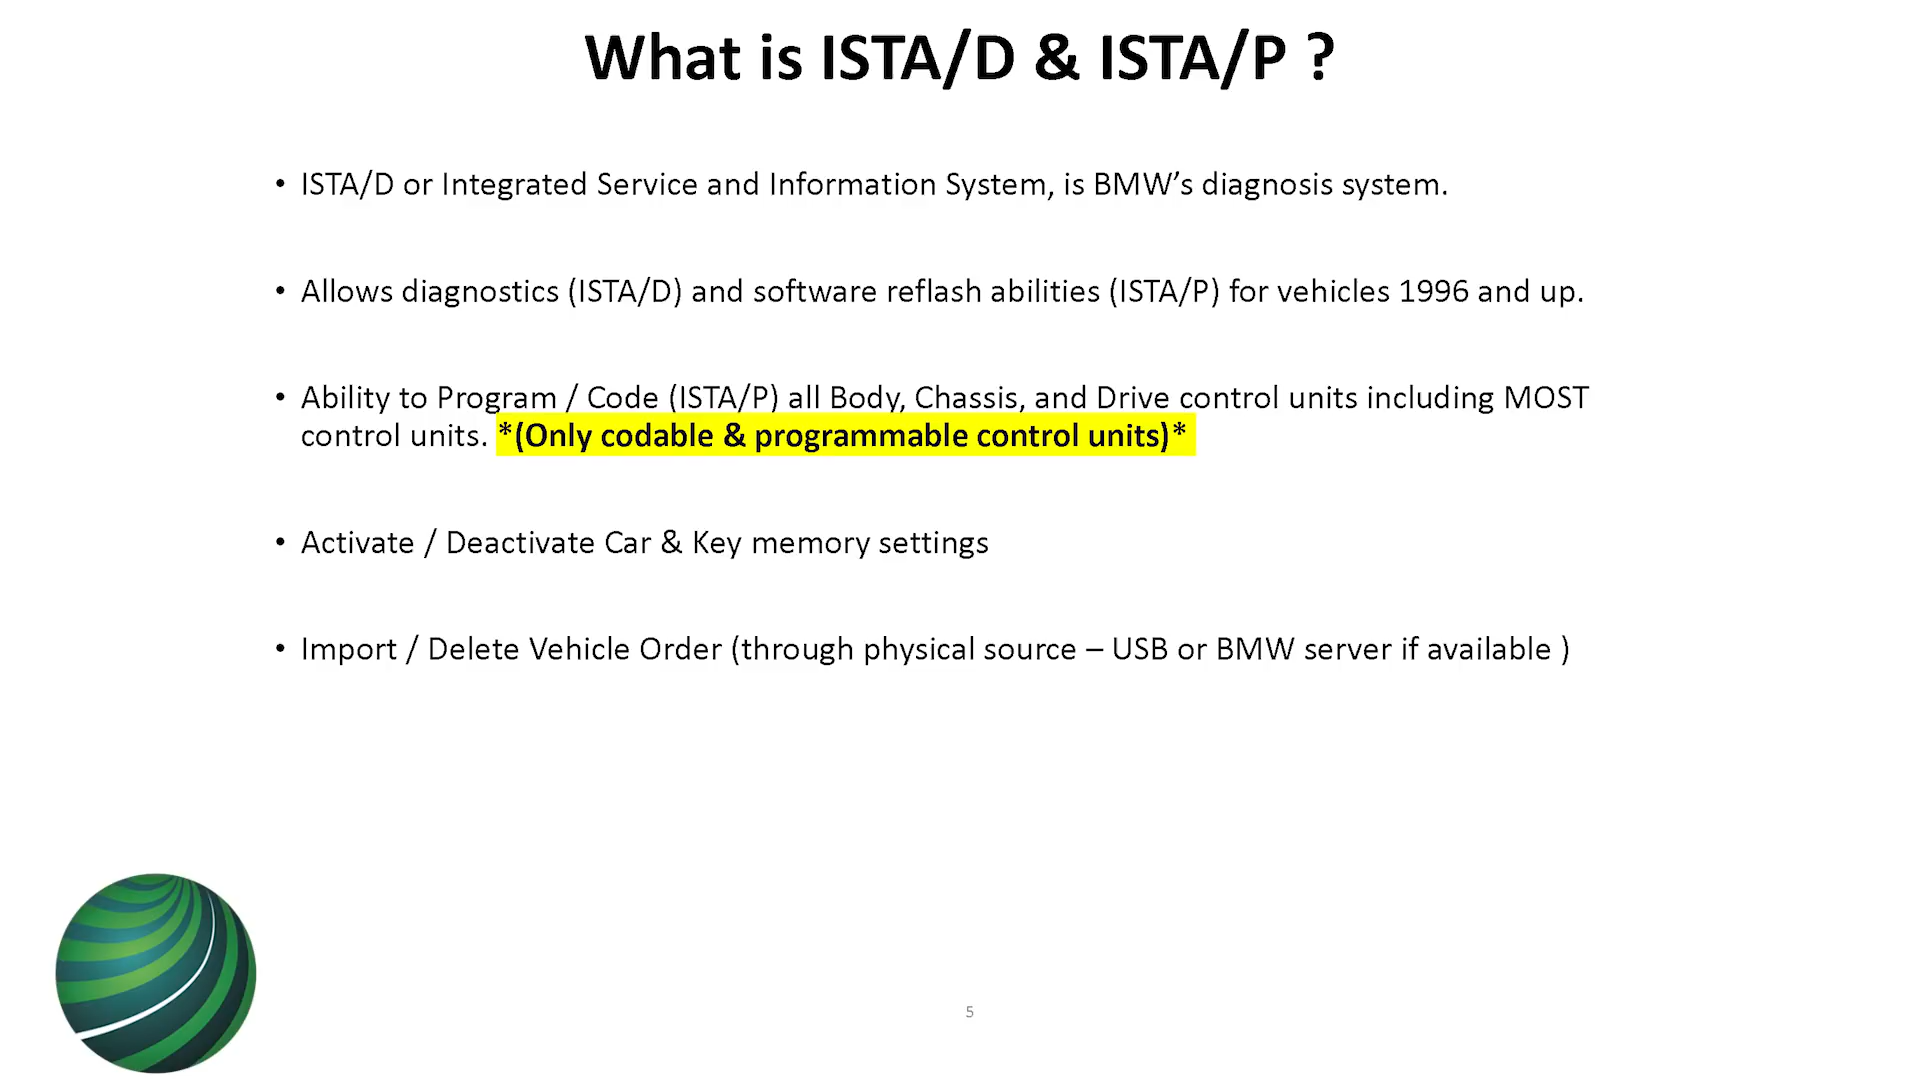 What is ISTA/D & ISTA/P ?
• ISTA/D or Integrated Service and Information System, is BMW’s diagnosis system.
• Allows diagnostics (ISTA/D) and software reflash abilities (ISTA/P) for vehicles 1996 and up.
• Ability to Program / Code (ISTA/P) all Body, Chassis, and Drive control units including MOST
control units. *(Only codable & programmable control units)*
• Activate / Deactivate Car & Key memory settings
• Import / Delete Vehicle Order (through physical source – USB or BMW server if available )
5